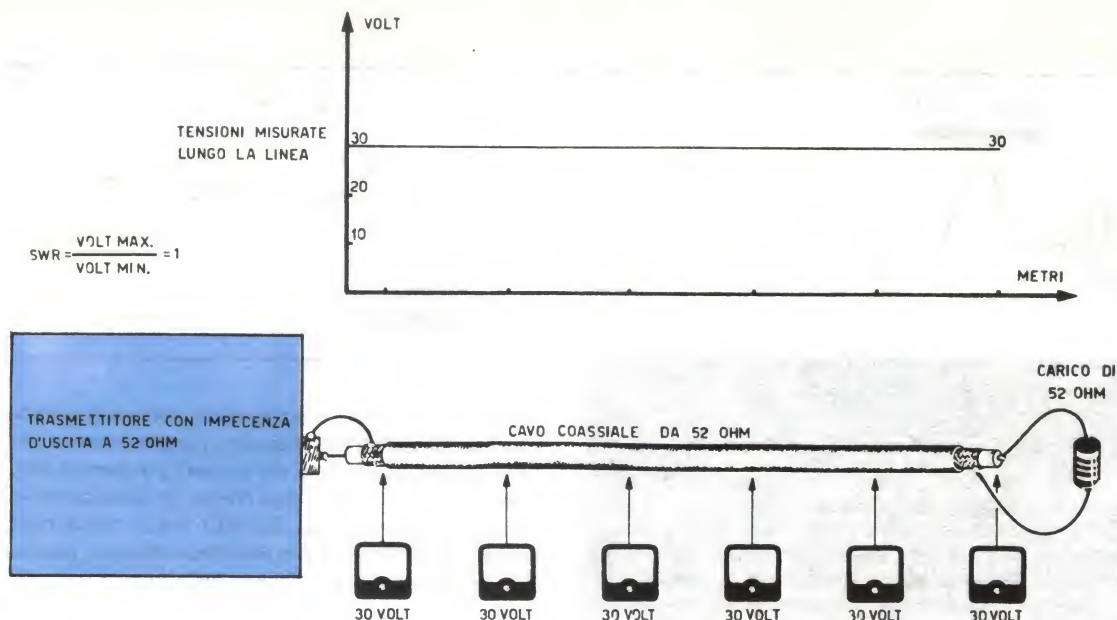 VOLT
TENSIONI MISURATE
LUNGO LA LINEA
30
30
20
10
SWR = VOLT MAX. / VOLT MIN. = 1
METRI
TRASMETTITORE CON IMPECENZA
D'USCITA A 52 OHM
CAVO COASSIALE DA 52 OHM
CARICO DI
52 OHM
30 VOLT
30 VOLT
30 VOLT
30 VOLT
30 VOLT
30 VOLT